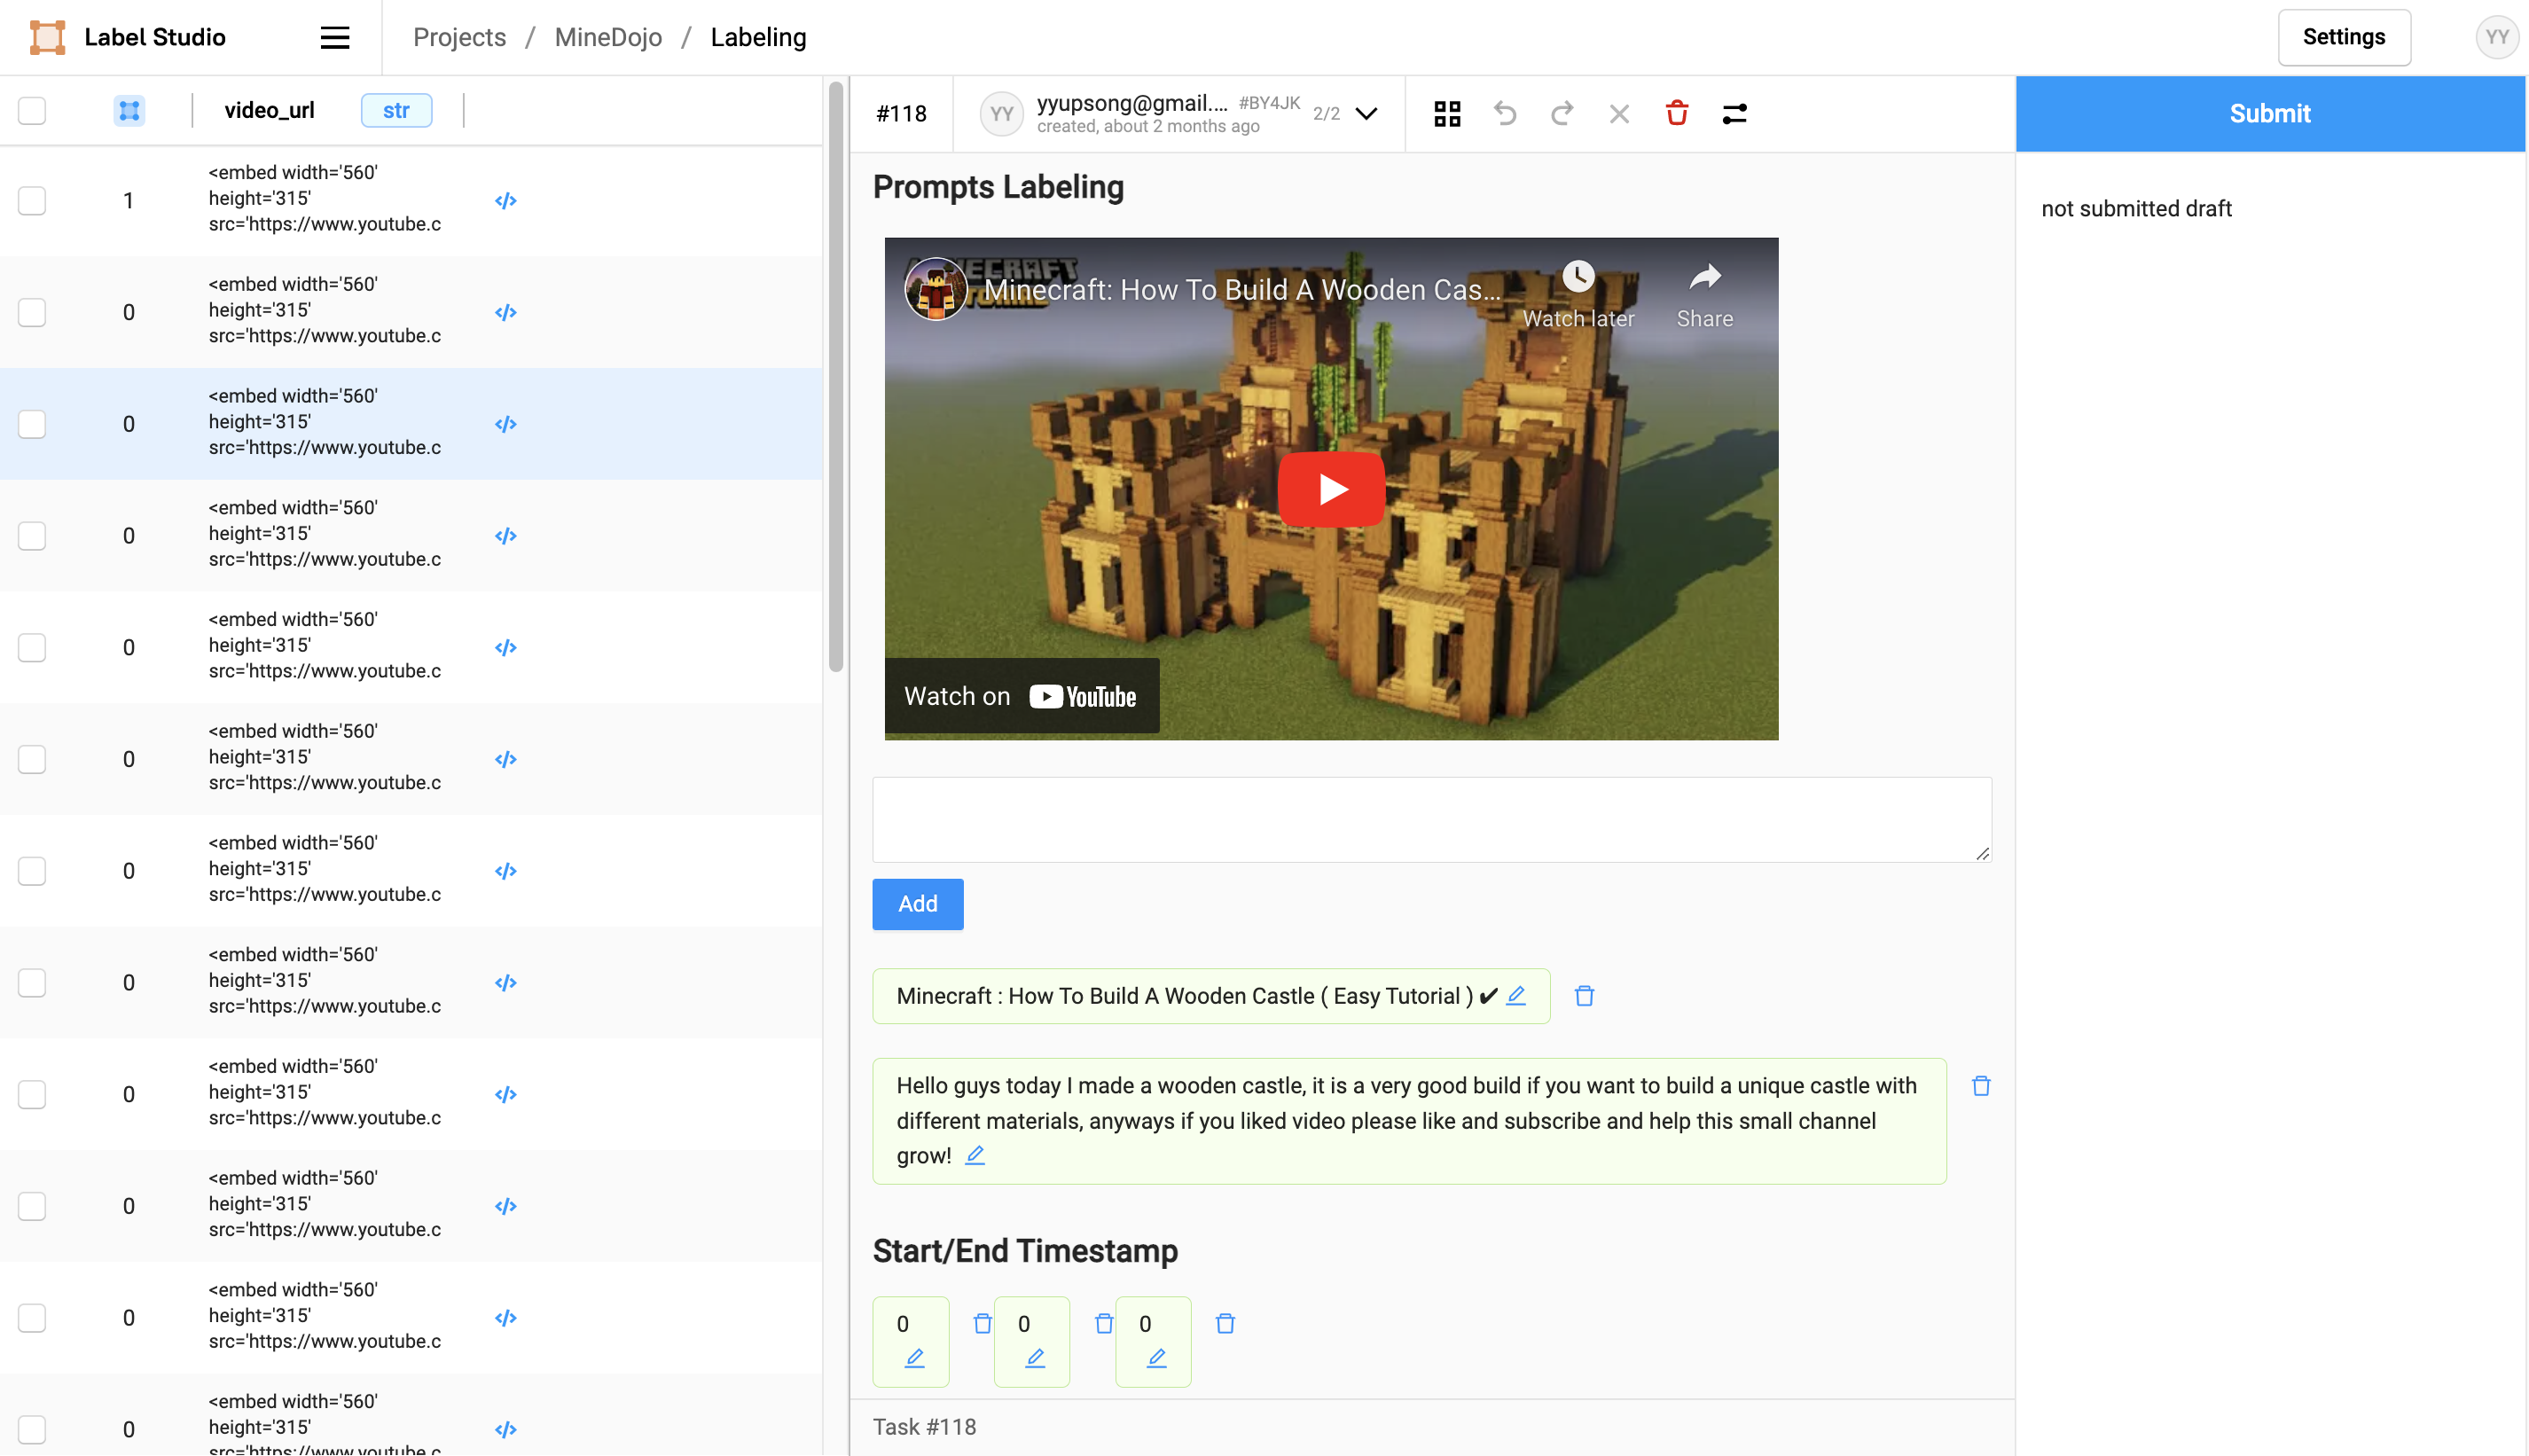 Label Studio
Projects / MineDojo / Labeling
Settings
YY
video_url str
1 <embed width='560'
height='315'
src='https://www.youtube.c
0 <embed width='560'
height='315'
src='https://www.youtube.c
0 <embed width='560'
height='315'
src='https://www.youtube.c
0 <embed width='560'
height='315'
src='https://www.youtube.c
0 <embed width='560'
height='315'
src='https://www.youtube.c
0 <embed width='560'
height='315'
src='https://www.youtube.c
0 <embed width='560'
height='315'
src='https://www.youtube.c
0 <embed width='560'
height='315'
src='https://www.youtube.c
0 <embed width='560'
height='315'
src='https://www.youtube.c
0 <embed width='560'
height='315'
src='https://www.youtube.c
0 <embed width='560'
height='315'
src='https://www.youtube.c
0 <embed width='560'
height='315'
src='https://www.youtube.c
#118
YY
yyupsong@gmail.... #BY4JK 2/2
created, about 2 months ago
Submit
not submitted draft
Prompts Labeling
Minecraft: How To Build A Wooden Cas...
Watch later
Share
Watch on YouTube
Add
Minecraft : How To Build A Wooden Castle ( Easy Tutorial ) ✔
Hello guys today I made a wooden castle, it is a very good build if you want to build a unique castle with
different materials, anyways if you liked video please like and subscribe and help this small channel
grow!
Start/End Timestamp
0 0 0
Task #118